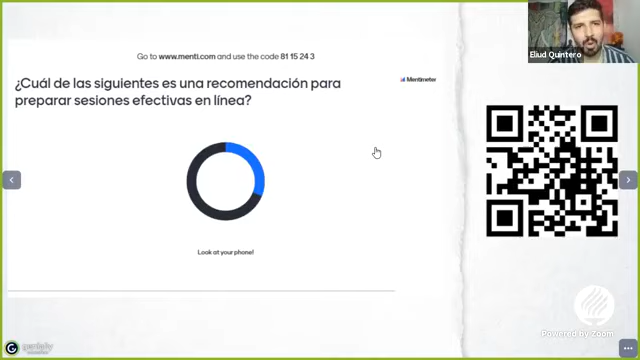 Eliud Quintero
Go to www.menti.com and use the code 81 15 24 3
¿Cuál de las siguientes es una recomendación para
preparar sesiones efectivas en línea?
Mentimeter
Look at your phone!
Powered by Zoom
genially